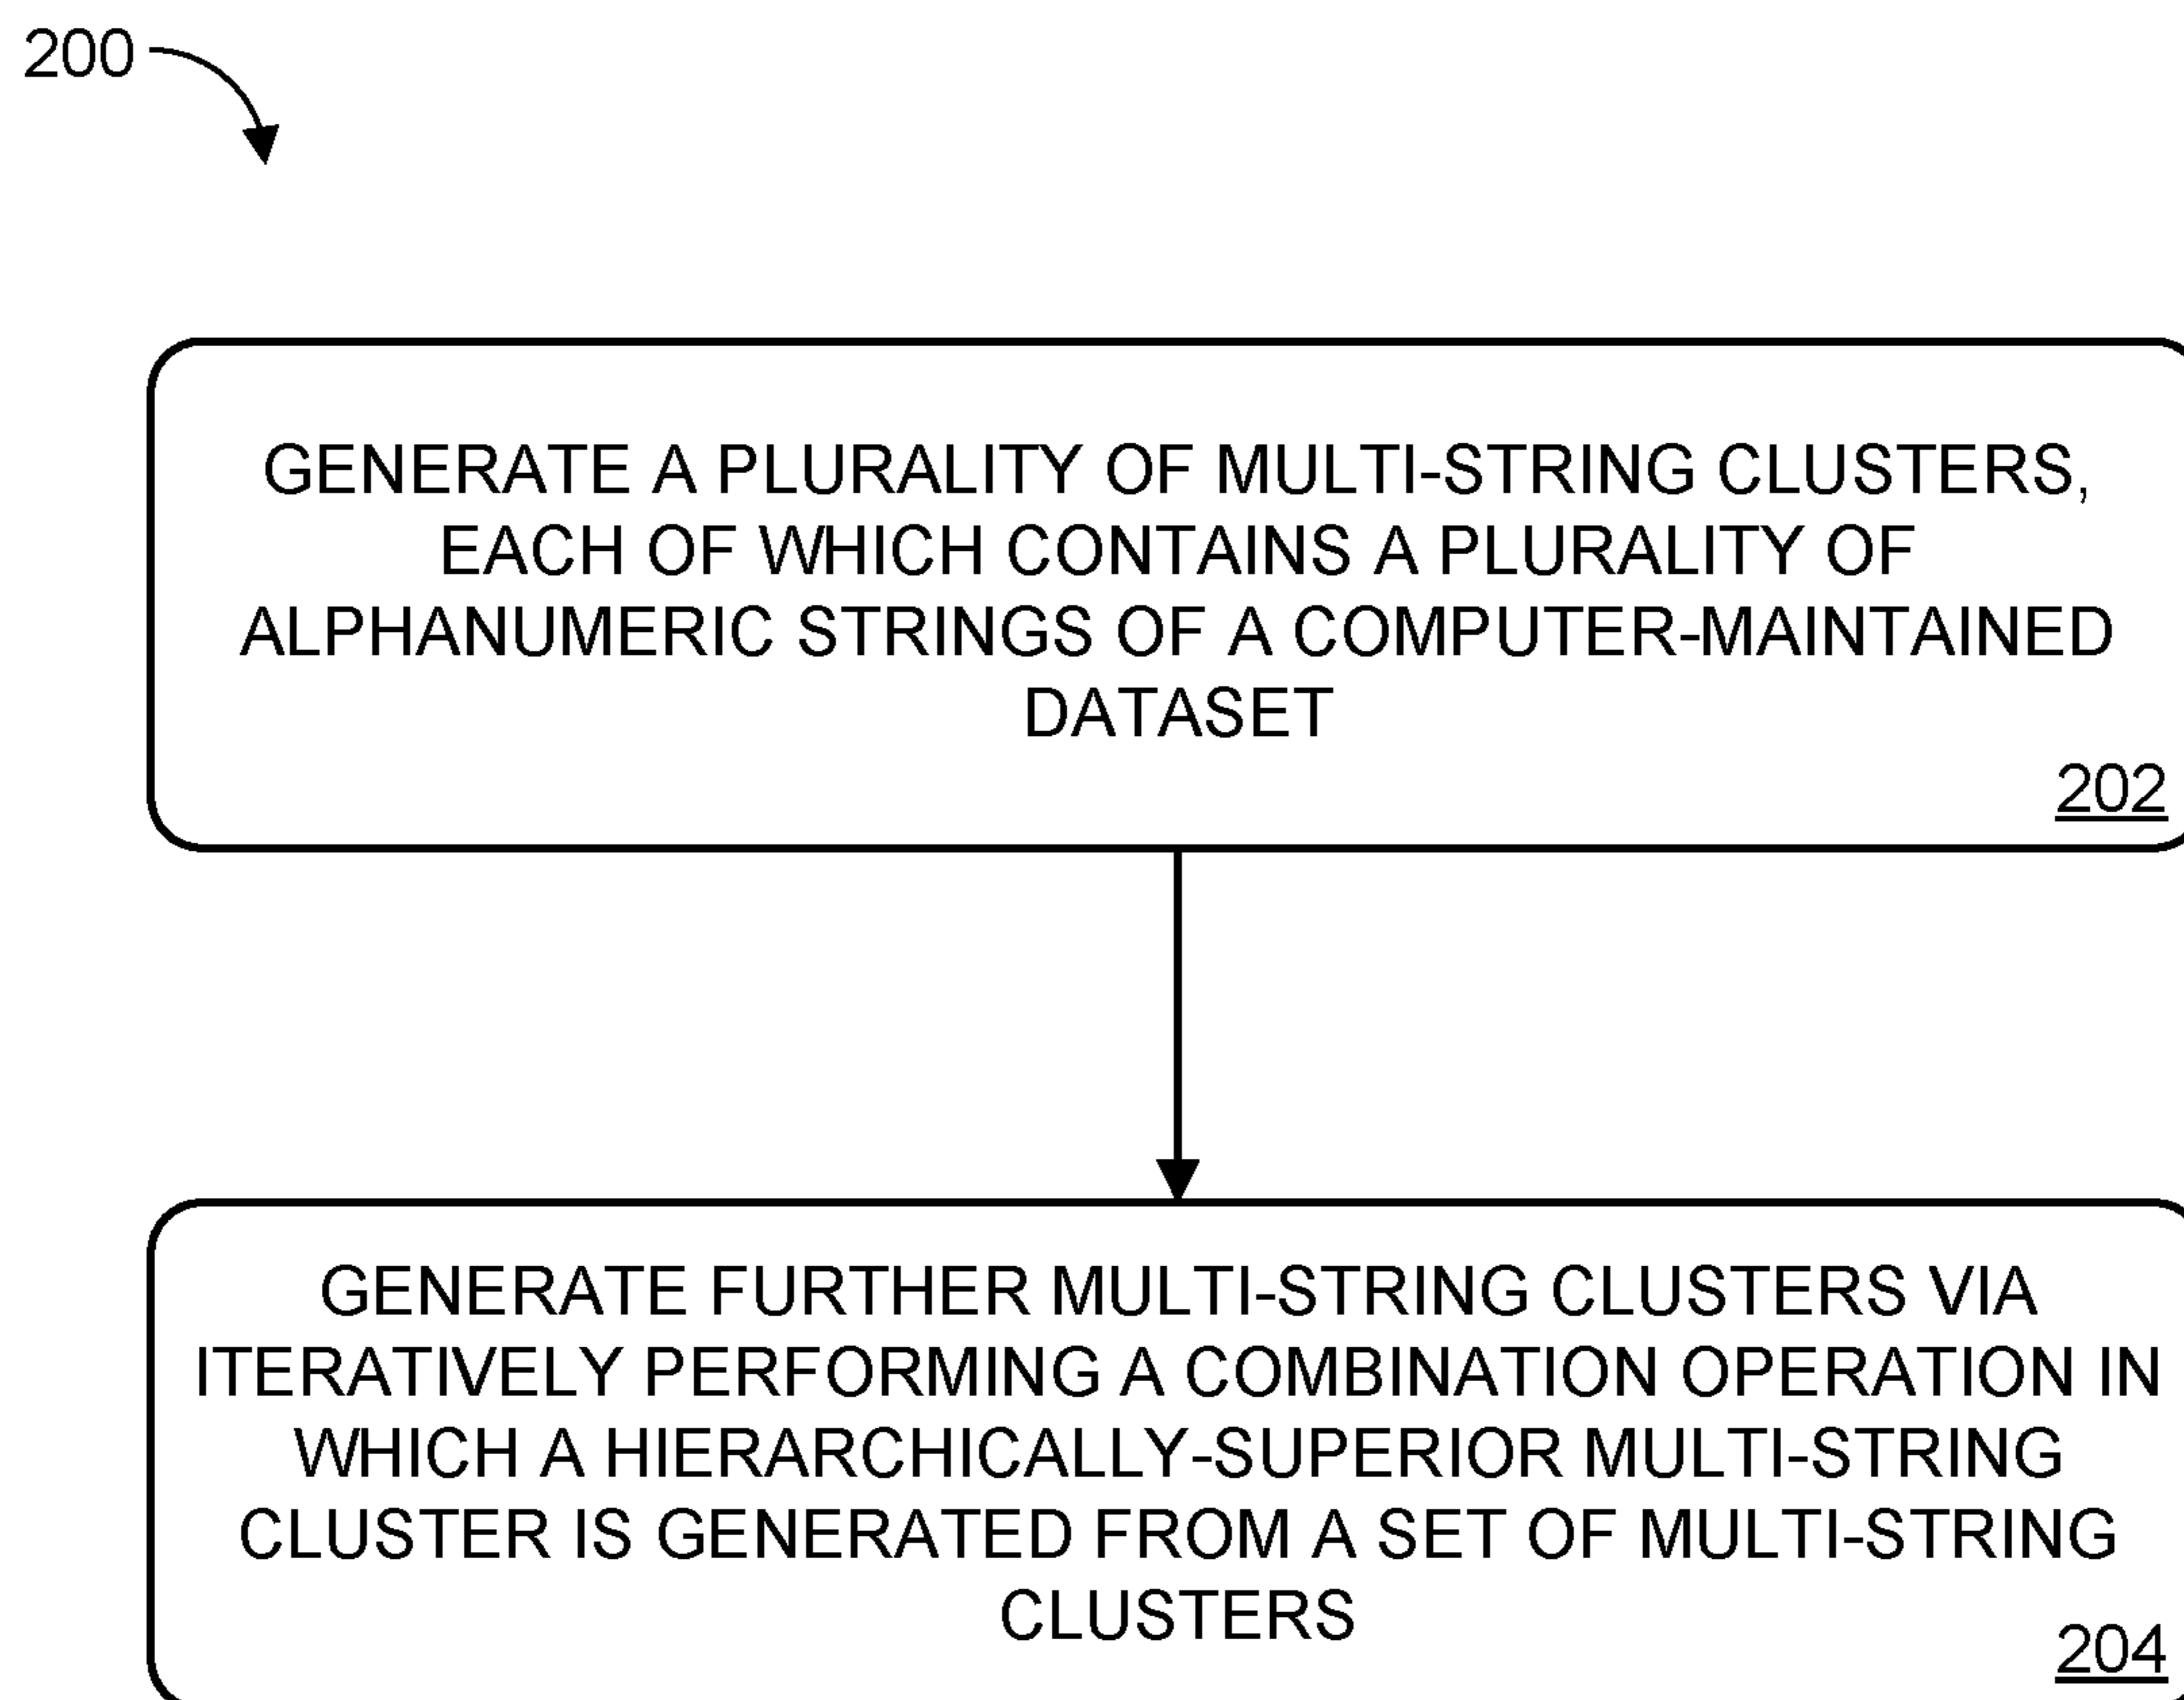 200
GENERATE A PLURALITY OF MULTI-STRING CLUSTERS,
EACH OF WHICH CONTAINS A PLURALITY OF
ALPHANUMERIC STRINGS OF A COMPUTER-MAINTAINED
DATASET
202
GENERATE FURTHER MULTI-STRING CLUSTERS VIA
ITERATIVELY PERFORMING A COMBINATION OPERATION IN
WHICH A HIERARCHICALLY-SUPERIOR MULTI-STRING
CLUSTER IS GENERATED FROM A SET OF MULTI-STRING
CLUSTERS
204